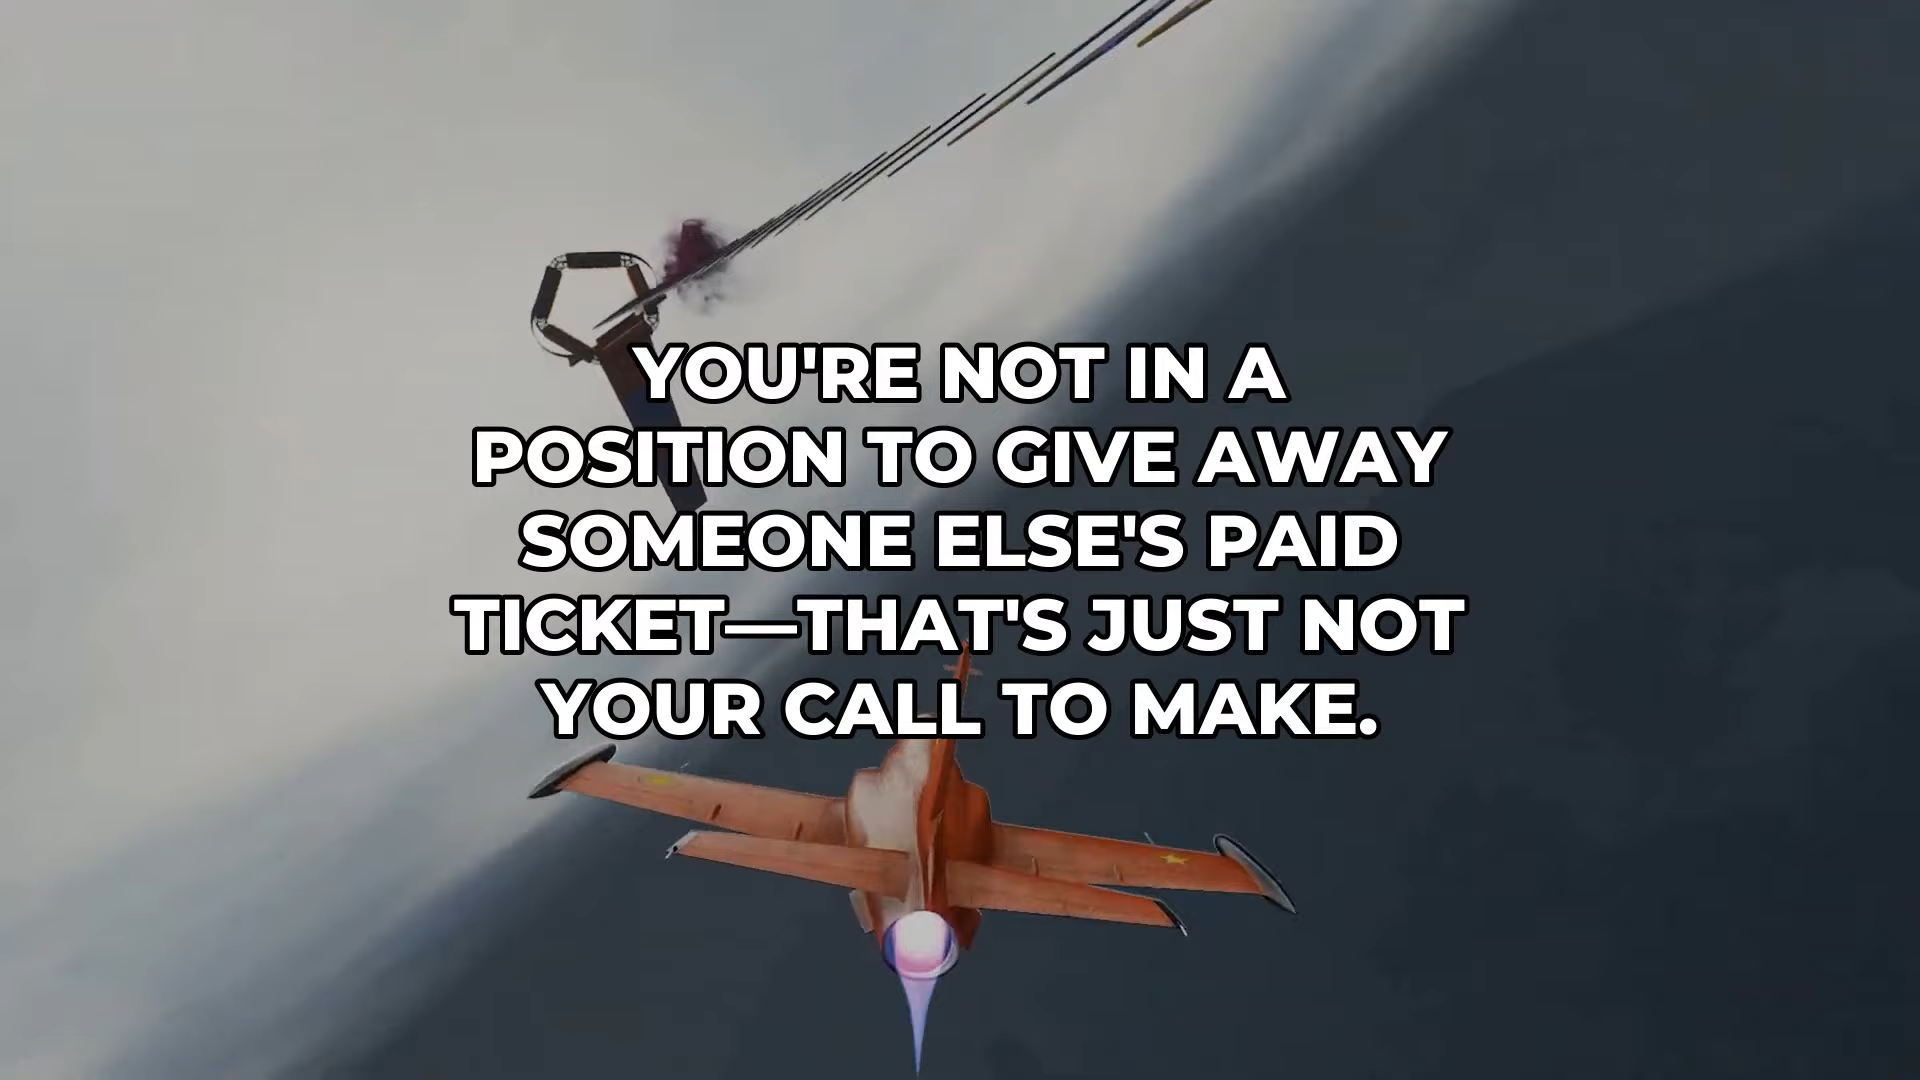 YOU'RE NOT IN A
POSITION TO GIVE AWAY
SOMEONE ELSE'S PAID
TICKET—THAT'S JUST NOT
YOUR CALL TO MAKE.